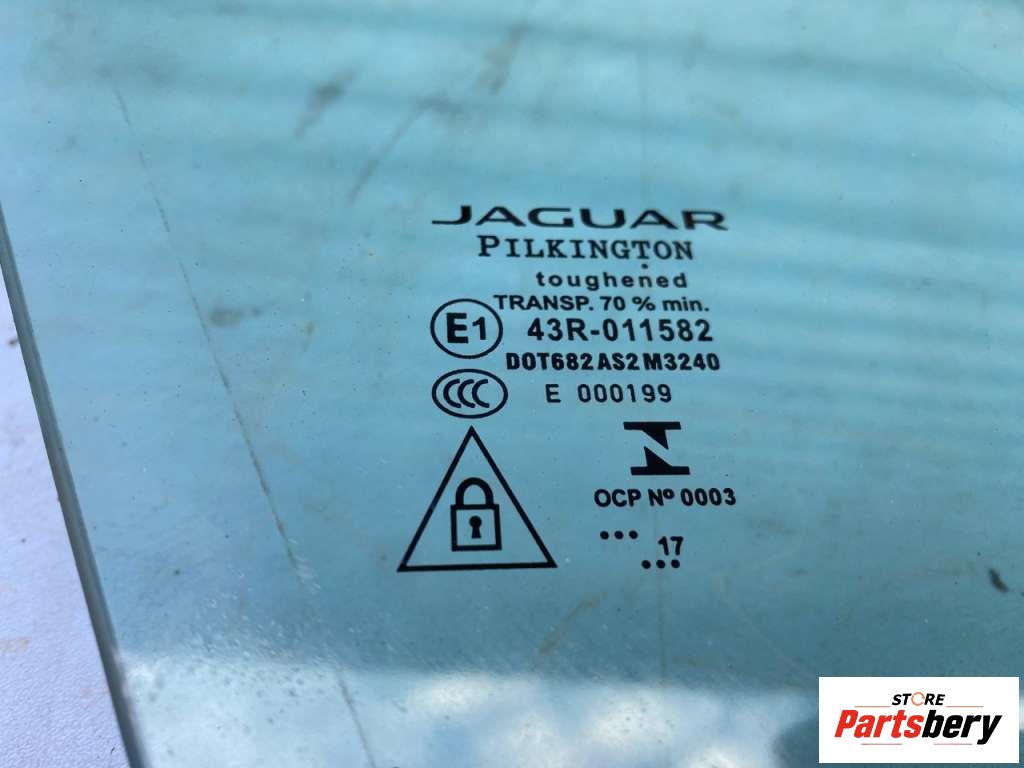 JAGUAR
PILKINGTON
toughened
TRANSP. 70 % min.
E1 43R-011582
DOT682 AS2 M3240
CCC E 000199
OCP Nº 0003
... 17
...
STORE
Partsbery